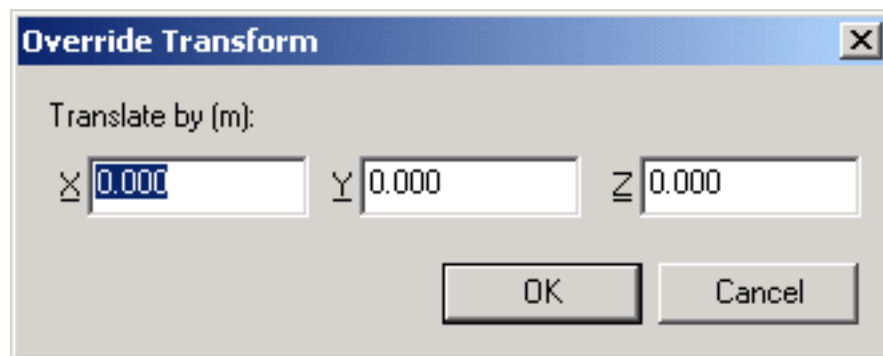 Override Transform
Translate by (m):
X 0.000 Y 0.000 Z 0.000
OK Cancel